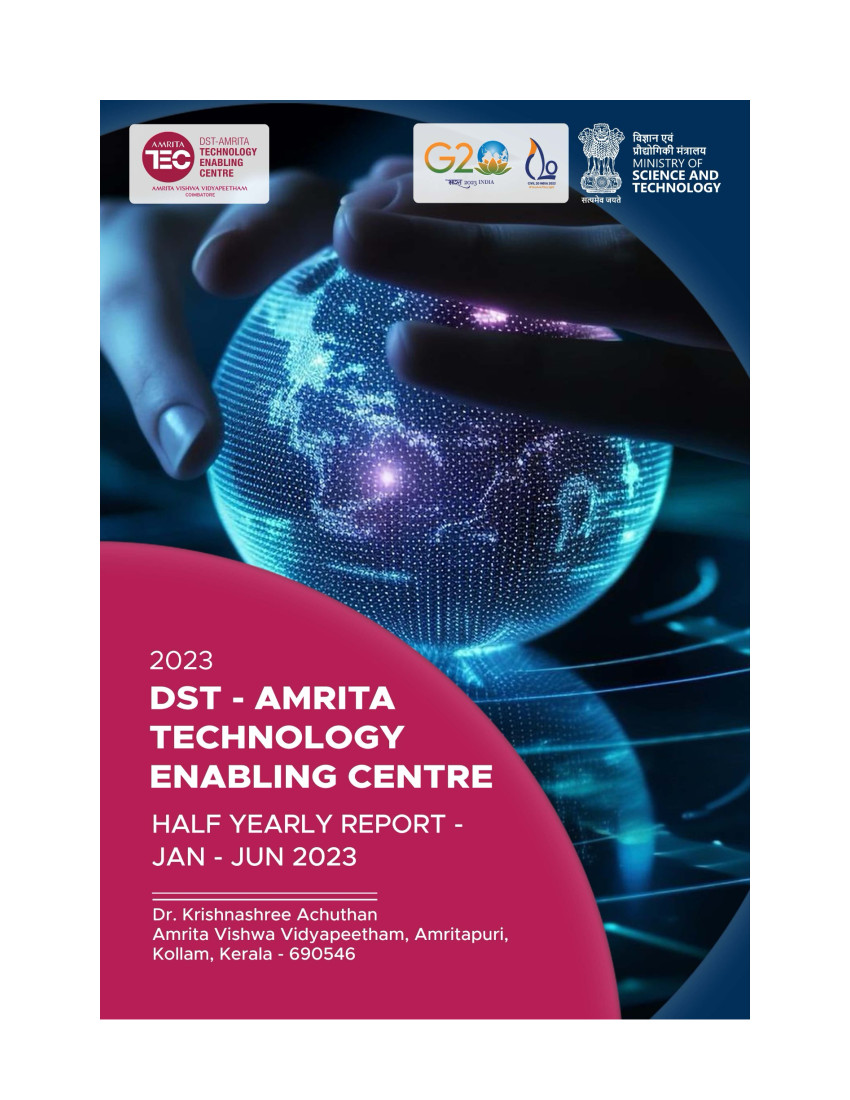 AMRITA
TEC
DST-AMRITA
TECHNOLOGY
ENABLING
CENTRE
AMRITA VISHWA VIDYAPEETHAM
COIMBATORE
G20
INDIA
विज्ञान एवं
प्रौद्योगिकी मंत्रालय
MINISTRY OF
SCIENCE AND
TECHNOLOGY
सत्यमेव जयते
2023
DST - AMRITA
TECHNOLOGY
ENABLING CENTRE
HALF YEARLY REPORT -
JAN - JUN 2023
Dr. Krishnashree Achuthan
Amrita Vishwa Vidyapeetham, Amritapuri,
Kollam, Kerala - 690546